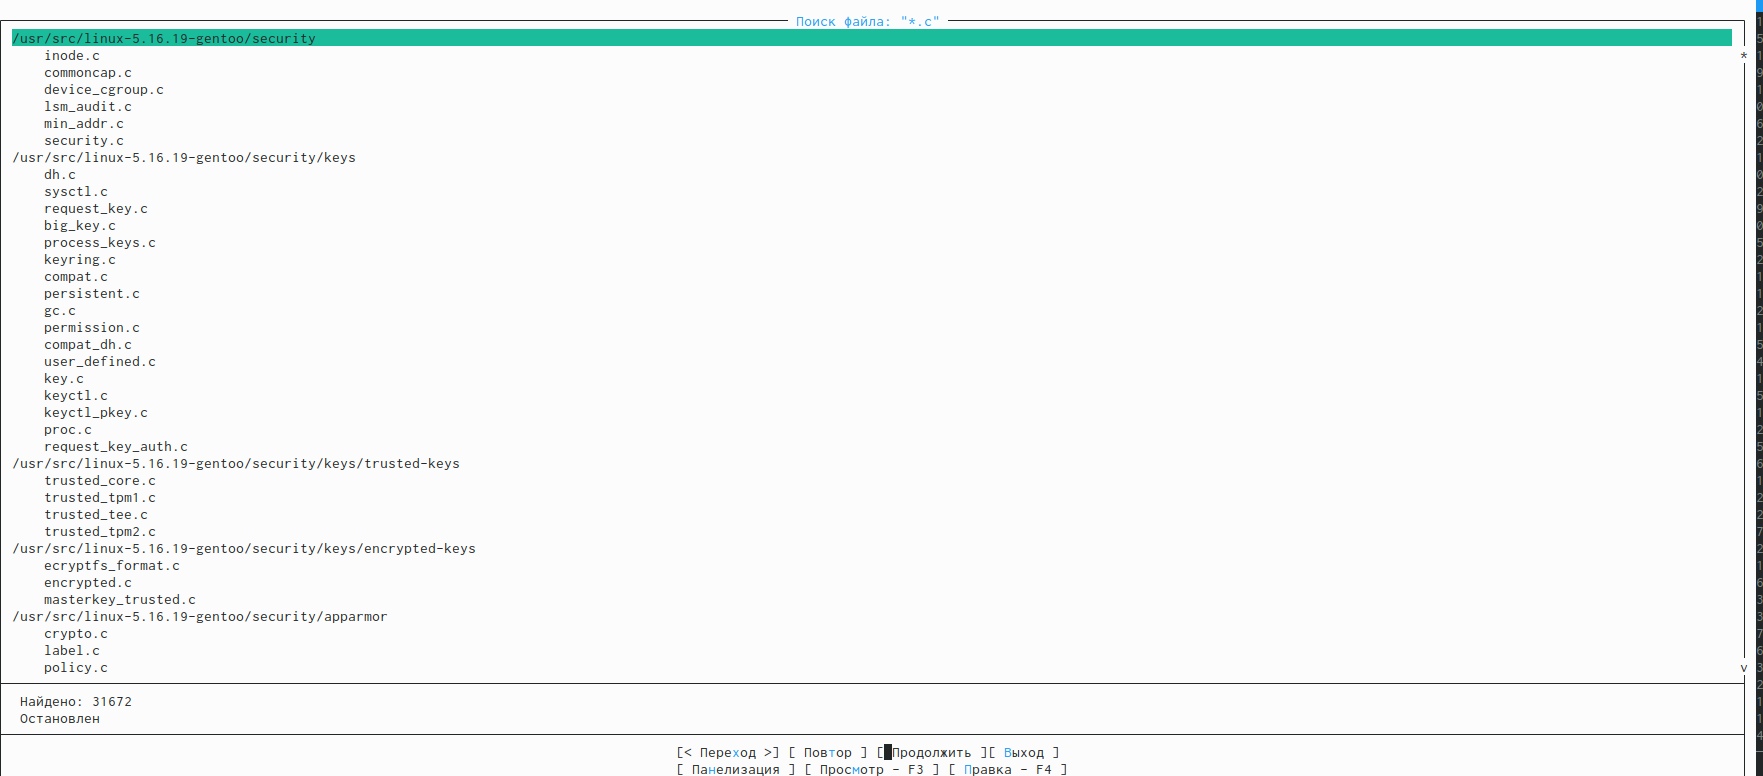 Поиск файла: "*.c"
/usr/src/linux-5.16.19-gentoo/security
inode.c
commoncap.c
device_cgroup.c
lsm_audit.c
min_addr.c
security.c
/usr/src/linux-5.16.19-gentoo/security/keys
dh.c
sysctl.c
request_key.c
big_key.c
process_keys.c
keyring.c
compat.c
persistent.c
gc.c
permission.c
compat_dh.c
user_defined.c
key.c
keyctl.c
keyctl_pkey.c
proc.c
request_key_auth.c
/usr/src/linux-5.16.19-gentoo/security/keys/trusted-keys
trusted_core.c
trusted_tpm1.c
trusted_tee.c
trusted_tpm2.c
/usr/src/linux-5.16.19-gentoo/security/keys/encrypted-keys
ecryptfs_format.c
encrypted.c
masterkey_trusted.c
/usr/src/linux-5.16.19-gentoo/security/apparmor
crypto.c
label.c
policy.c
Найдено: 31672
Остановлен
[< Переход >] [ Повтор ] [ Продолжить ][ Выход ]
[ Панелизация ] [ Просмотр - F3 ] [ Правка - F4 ]